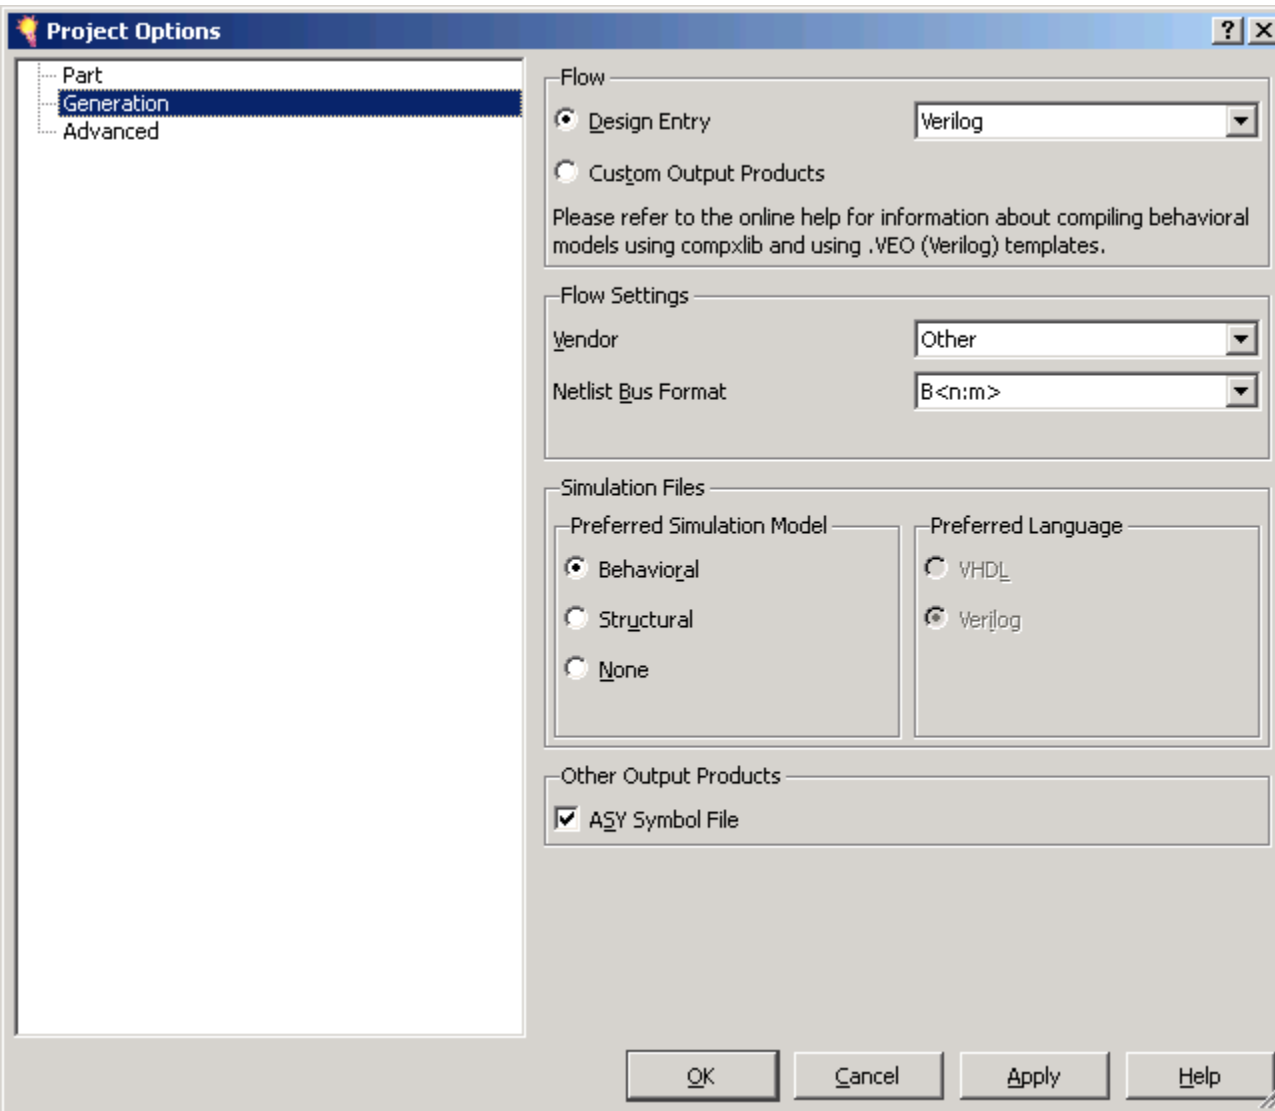 Project Options
Part
Generation
Advanced
Flow
Design Entry
Verilog
Custom Output Products
Please refer to the online help for information about compiling behavioral
models using compxlib and using .VEO (Verilog) templates.
Flow Settings
Vendor
Other
Netlist Bus Format
B<n:m>
Simulation Files
Preferred Simulation Model
Behavioral
Structural
None
Preferred Language
VHDL
Verilog
Other Output Products
ASY Symbol File
OK
Cancel
Apply
Help